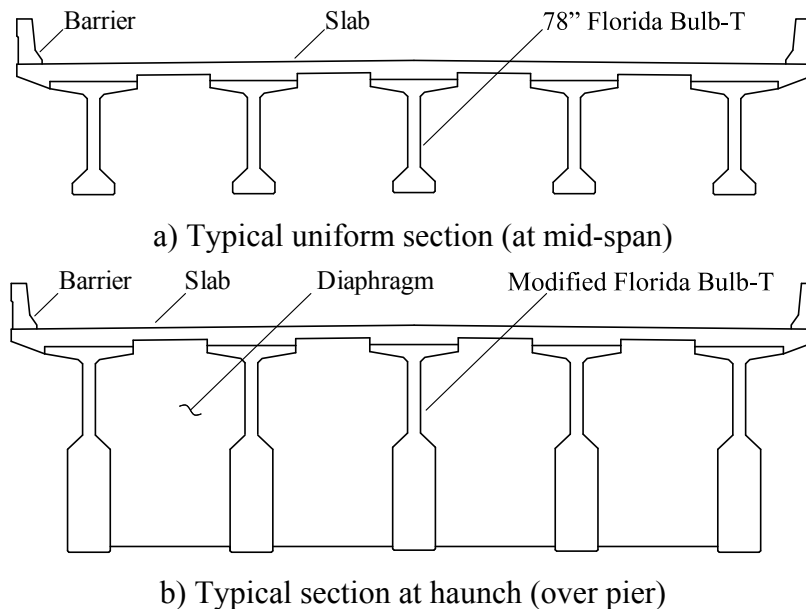 Barrier Slab 78” Florida Bulb-T
a) Typical uniform section (at mid-span)
Barrier Slab Diaphragm Modified Florida Bulb-T
b) Typical section at haunch (over pier)